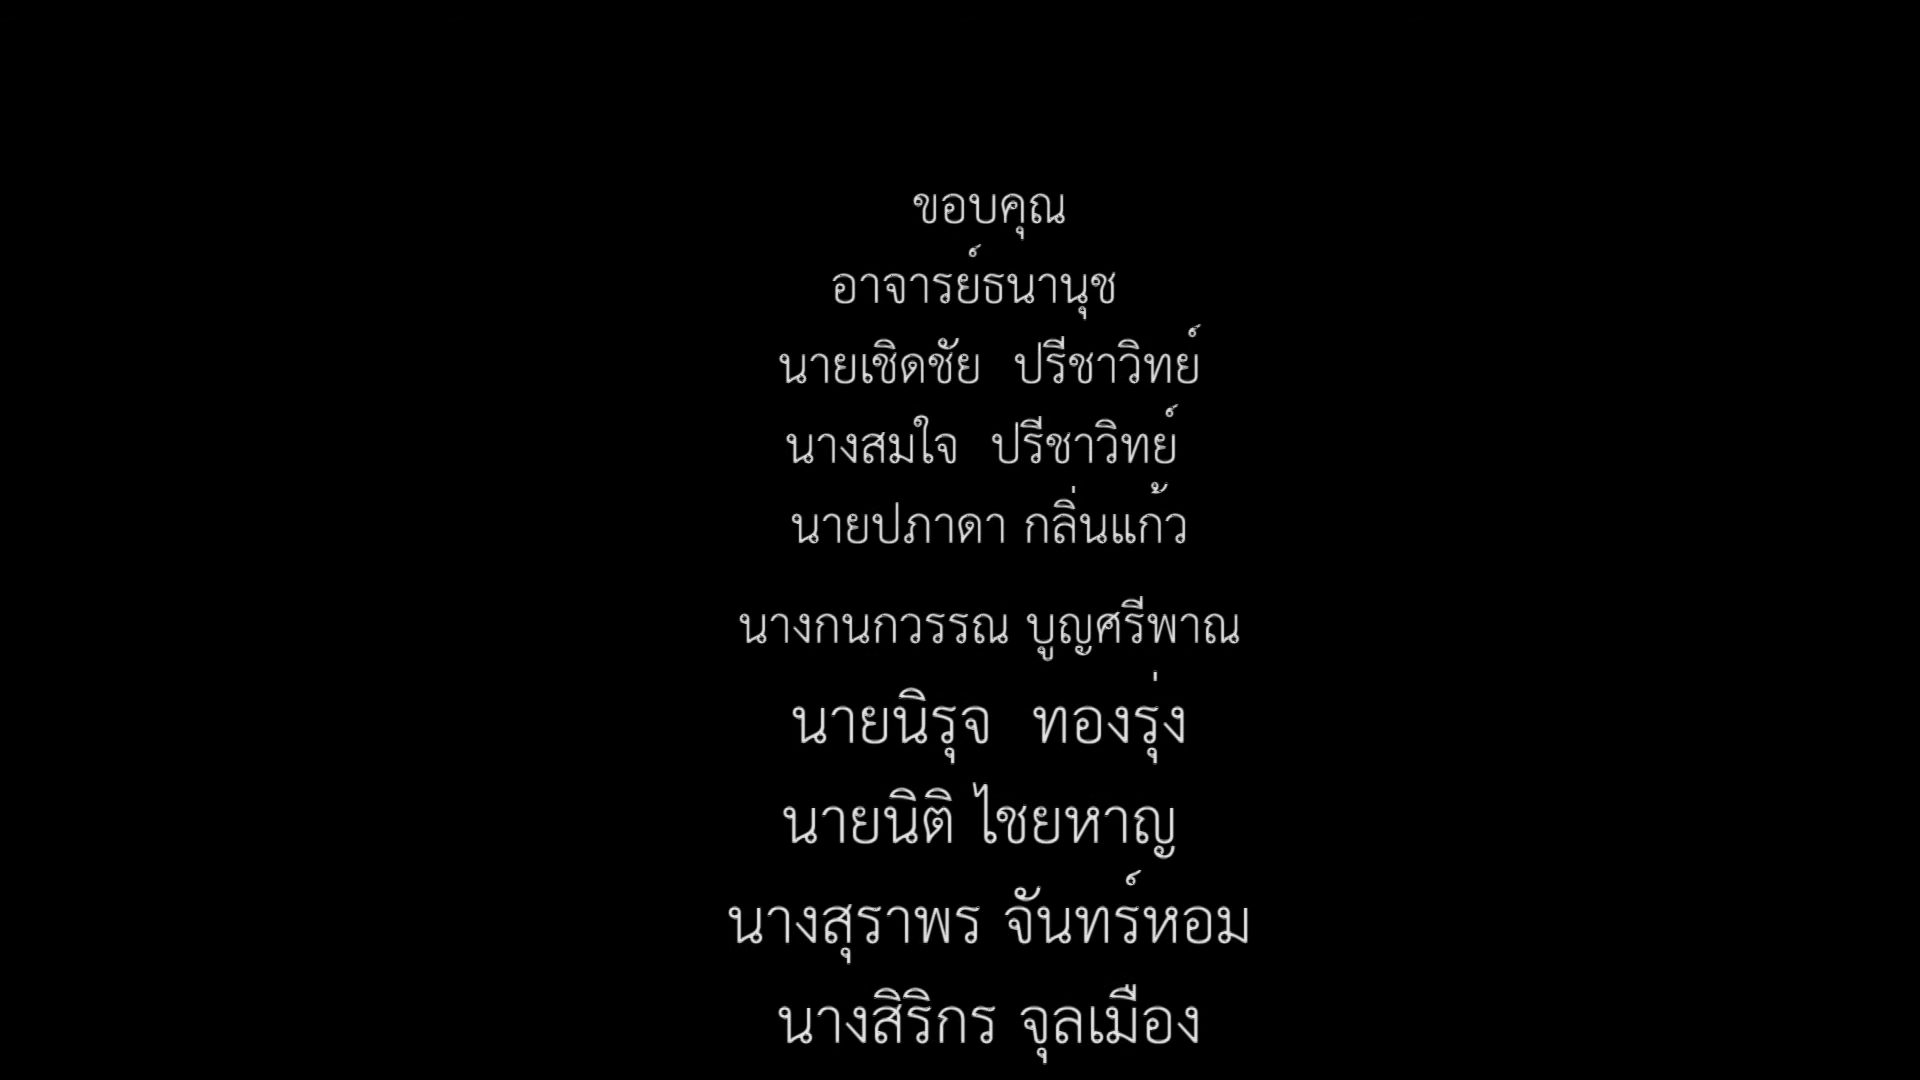 ขอบคุณ
อาจารย์ธนานุช
นายเชิดชัย ปรีชาวิทย์
นางสมใจ ปรีชาวิทย์
นายปภาดา กลิ่นแก้ว
นางกนกวรรณ บูญศรีพาณ
นายนิรุจ ทองรุ่ง
นายนิติ ไชยหาญ
นางสุราพร จันทร์หอม
นางสิริกร จุลเมือง